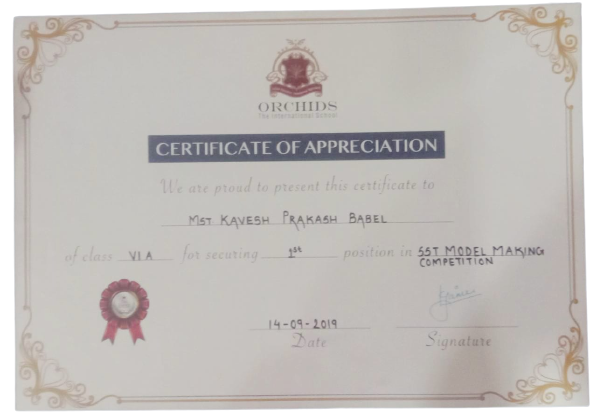 ORCHIDS
The International School
CERTIFICATE OF APPRECIATION
We are proud to present this certificate to
MST KAVESH PRAKASH BABEL
of class VI A for securing 1st position in SST MODEL MAKING
COMPETITION
14-09-2019
Date Signature